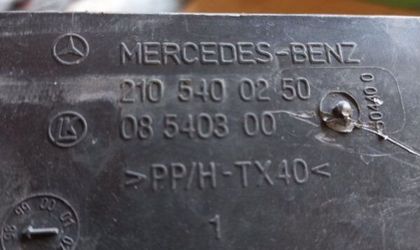 MERCEDES-BENZ
210 540 02 50
08 5403 00
>PP/H-TX40<
1